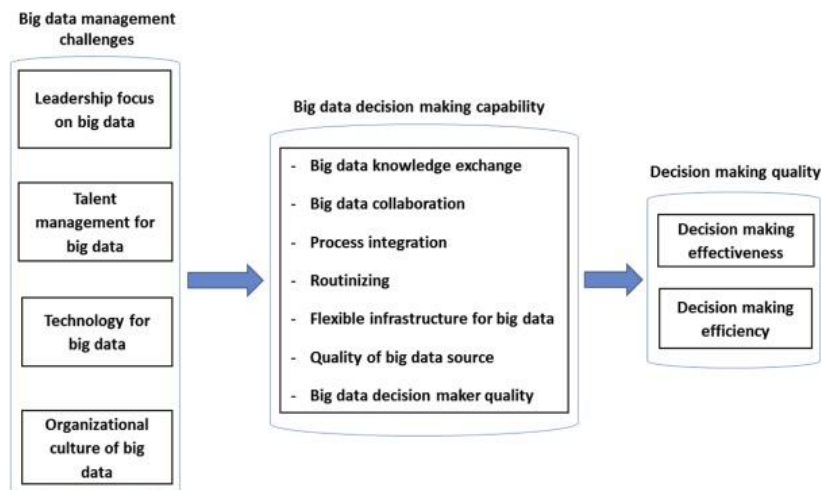 Big data management
challenges
Leadership focus
on big data
Talent
management for
big data
Technology for
big data
Organizational
culture of big
data
Big data decision making capability
- Big data knowledge exchange
- Big data collaboration
- Process integration
- Routinizing
- Flexible infrastructure for big data
- Quality of big data source
- Big data decision maker quality
Decision making quality
Decision making
effectiveness
Decision making
efficiency